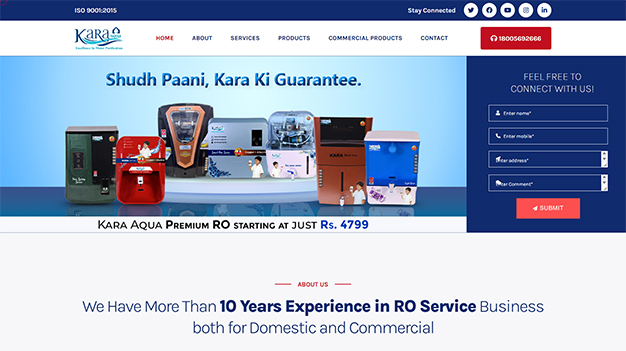 ISO 9001:2015
Stay Connected
KARA
AQUA
Excellence In Water Purification
HOME ABOUT SERVICES PRODUCTS COMMERCIAL PRODUCTS CONTACT
18005692666
Shudh Paani, Kara Ki Guarantee.
KARA AQUA PREMIUM RO STARTING AT JUST RS. 4799
FEEL FREE TO
CONNECT WITH US!
Enter name*
Enter mobile*
Enter address*
Enter Comment*
SUBMIT
ABOUT US
We Have More Than 10 Years Experience in RO Service Business
both for Domestic and Commercial